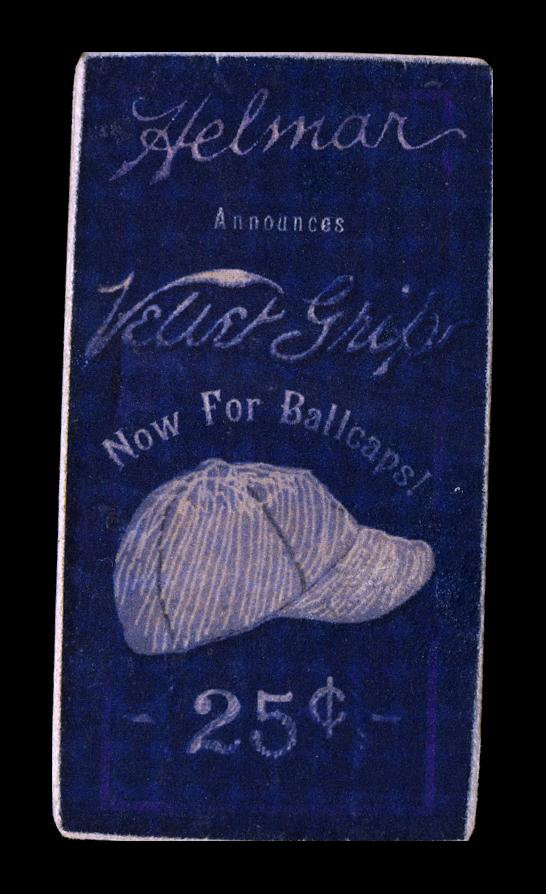 Helmar
Announces
Velvet Grip
Now For Ballcaps!
- 25¢ -